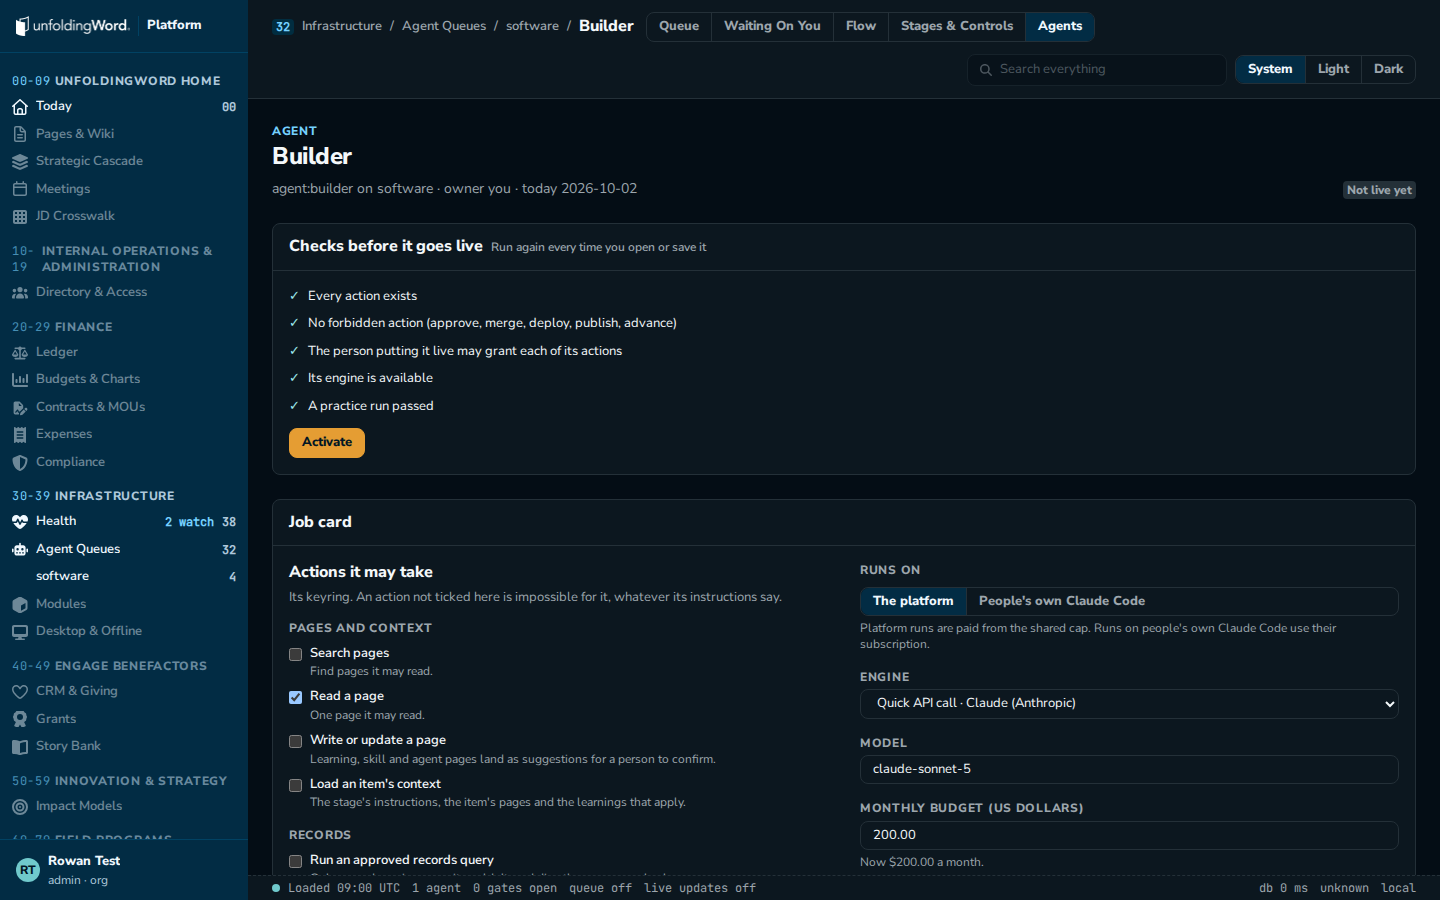 unfoldingWord. Platform
00-09 UNFOLDINGWORD HOME
Today 00
Pages & Wiki
Strategic Cascade
Meetings
JD Crosswalk
10-19 INTERNAL OPERATIONS & ADMINISTRATION
Directory & Access
20-29 FINANCE
Ledger
Budgets & Charts
Contracts & MOUs
Expenses
Compliance
30-39 INFRASTRUCTURE
Health 2 watch 38
Agent Queues 32
software 4
Modules
Desktop & Offline
40-49 ENGAGE BENEFACTORS
CRM & Giving
Grants
Story Bank
50-59 INNOVATION & STRATEGY
Impact Models
60-79 FIELD PROGRAMS
RT Rowan Test
admin · org
32 Infrastructure / Agent Queues / software / Builder
Queue Waiting On You Flow Stages & Controls Agents
Search everything
System Light Dark
AGENT
Builder
agent:builder on software · owner you · today 2026-10-02
Not live yet
Checks before it goes live Run again every time you open or save it
✓ Every action exists
✓ No forbidden action (approve, merge, deploy, publish, advance)
✓ The person putting it live may grant each of its actions
✓ Its engine is available
✓ A practice run passed
Activate
Job card
Actions it may take
Its keyring. An action not ticked here is impossible for it, whatever its instructions say.
PAGES AND CONTEXT
Search pages
Find pages it may read.
Read a page
One page it may read.
Write or update a page
Learning, skill and agent pages land as suggestions for a person to confirm.
Load an item's context
The stage's instructions, the item's pages and the learnings that apply.
RECORDS
Run an approved records query
RUNS ON
The platform People's own Claude Code
Platform runs are paid from the shared cap. Runs on people's own Claude Code use their
subscription.
ENGINE
Quick API call · Claude (Anthropic)
MODEL
claude-sonnet-5
MONTHLY BUDGET (US DOLLARS)
200.00
Now $200.00 a month.
Loaded 09:00 UTC 1 agent 0 gates open queue off live updates off
db 0 ms unknown local